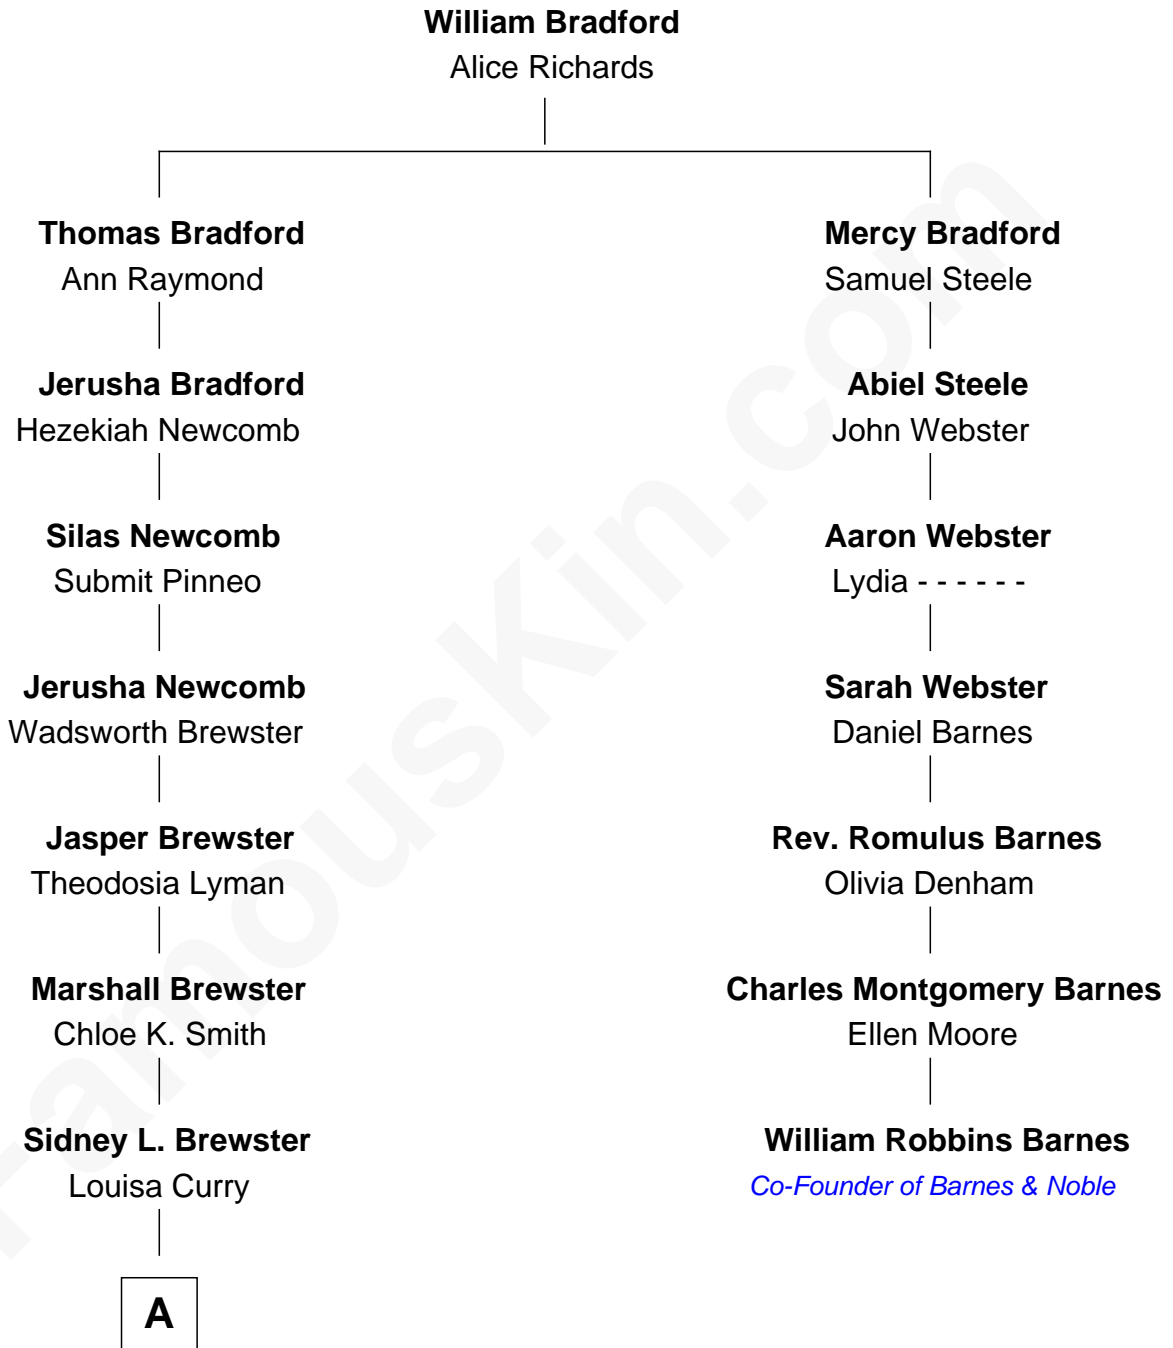 William Bradford
Alice Richards
Thomas Bradford
Ann Raymond
Mercy Bradford
Samuel Steele
Jerusha Bradford
Hezekiah Newcomb
Abiel Steele
John Webster
Silas Newcomb
Submit Pinneo
Aaron Webster
Lydia - - - - - -
Jerusha Newcomb
Wadsworth Brewster
Sarah Webster
Daniel Barnes
Jasper Brewster
Theodosia Lyman
Rev. Romulus Barnes
Olivia Denham
Marshall Brewster
Chloe K. Smith
Charles Montgomery Barnes
Ellen Moore
Sidney L. Brewster
Louisa Curry
William Robbins Barnes
Co-Founder of Barnes & Noble
A
FamousKin.com